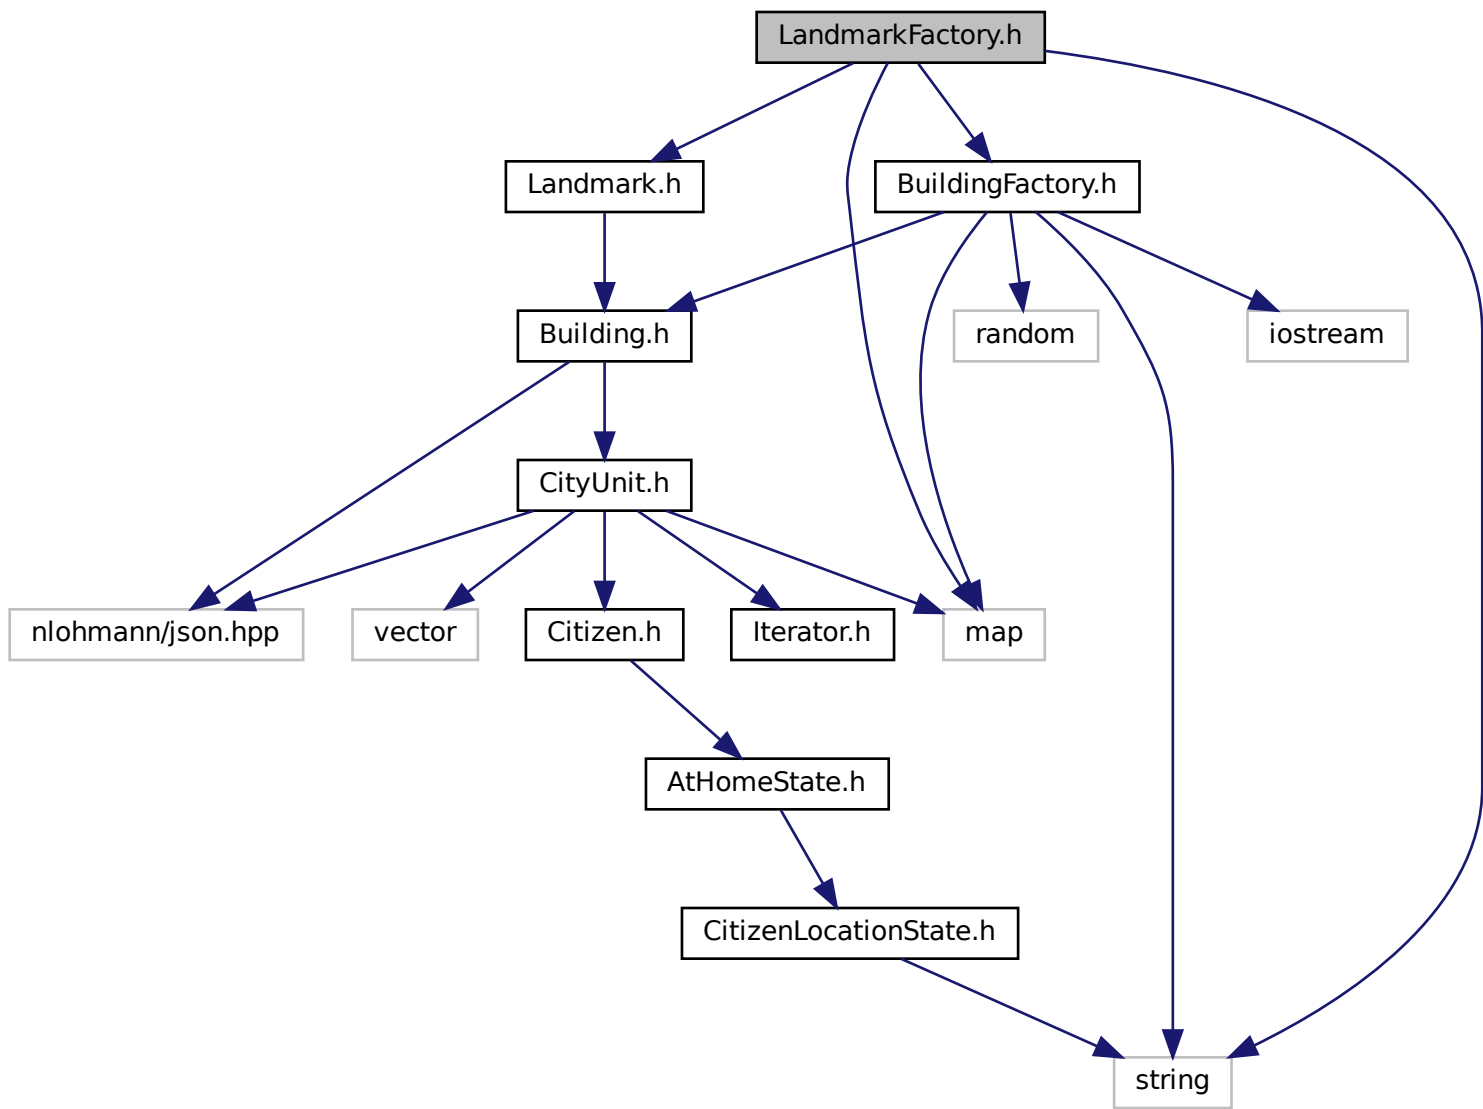 LandmarkFactory.h
Landmark.h
BuildingFactory.h
Building.h
random
iostream
CityUnit.h
nlohmann/json.hpp
vector
Citizen.h
Iterator.h
map
AtHomeState.h
CitizenLocationState.h
string